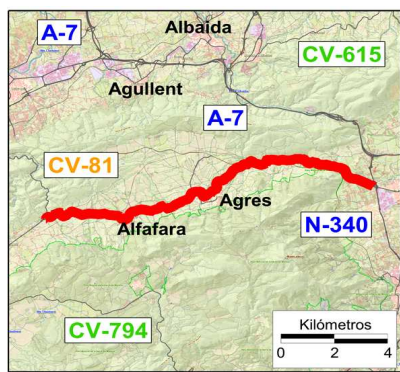 Albaida
A-7
CV-615
Agullent
A-7
CV-81
Agres
Alfafara
N-340
CV-794
Kilómetros
0 2 4